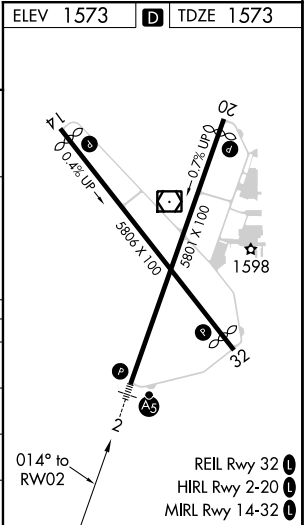 ELEV 1573 D TDZE 1573
14
20
P
P
0.4% UP
0.7% UP
5806 X 100
5801 X 100
1598
P
32
P
A5
2
014° to
RW02
REIL Rwy 32 L
HIRL Rwy 2-20 L
MIRL Rwy 14-32 L